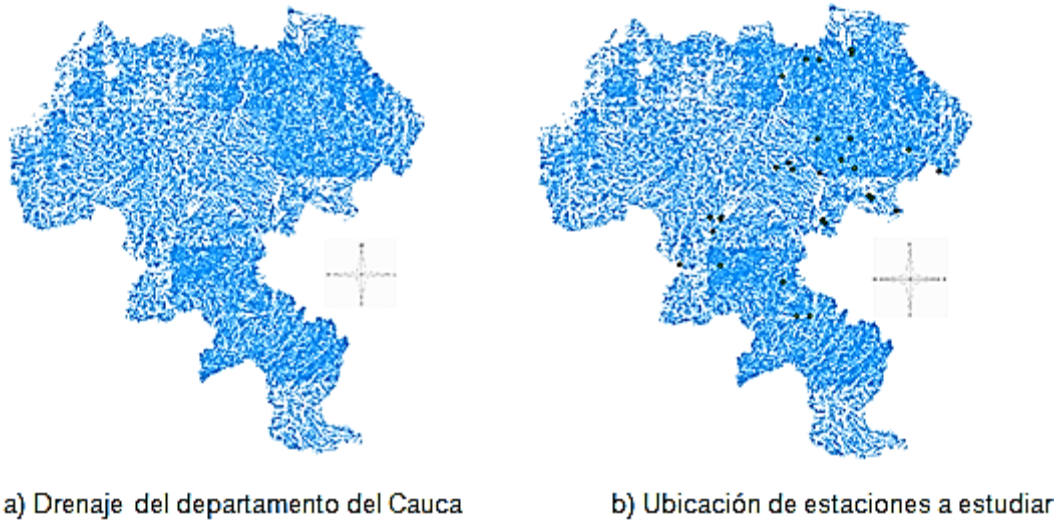 a) Drenaje del departamento del Cauca
b) Ubicación de estaciones a estudiar